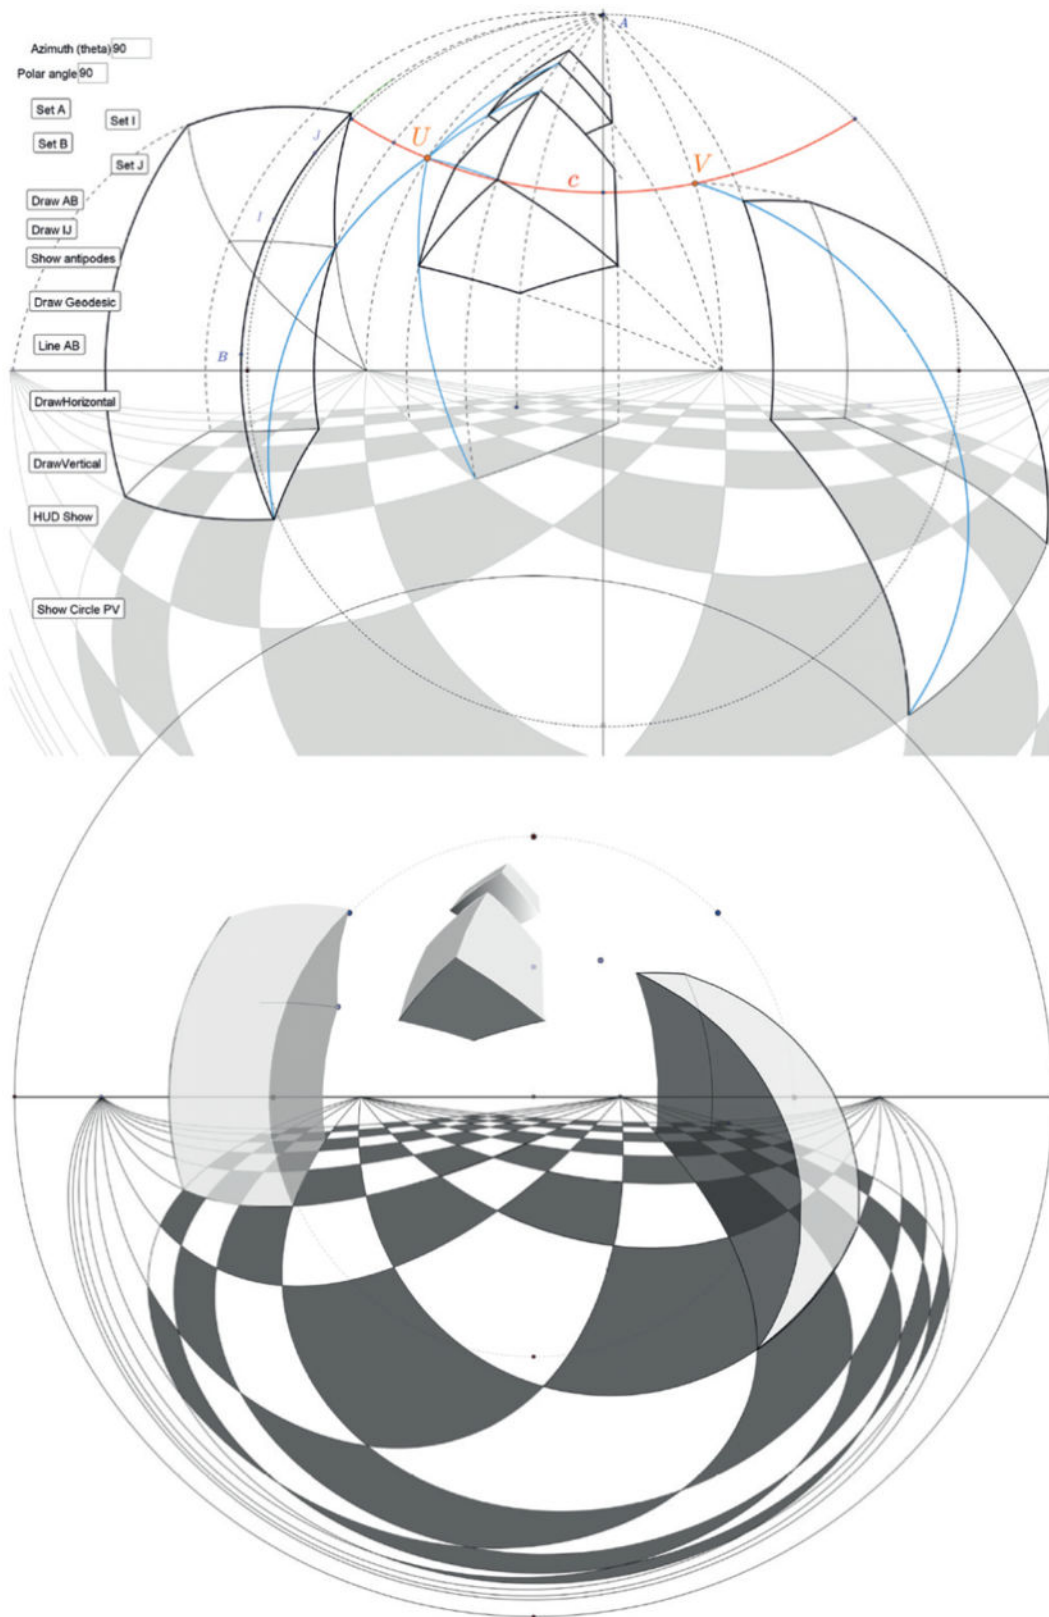 A
Azimuth (theta) 90
Polar angle 90
Set A
Set I
Set B
J
U
Set J
V
c
Draw AB
I
Draw IJ
Show antipodes
Draw Geodesic
Line AB
B
DrawHorizontal
DrawVertical
HUD Show
Show Circle PV